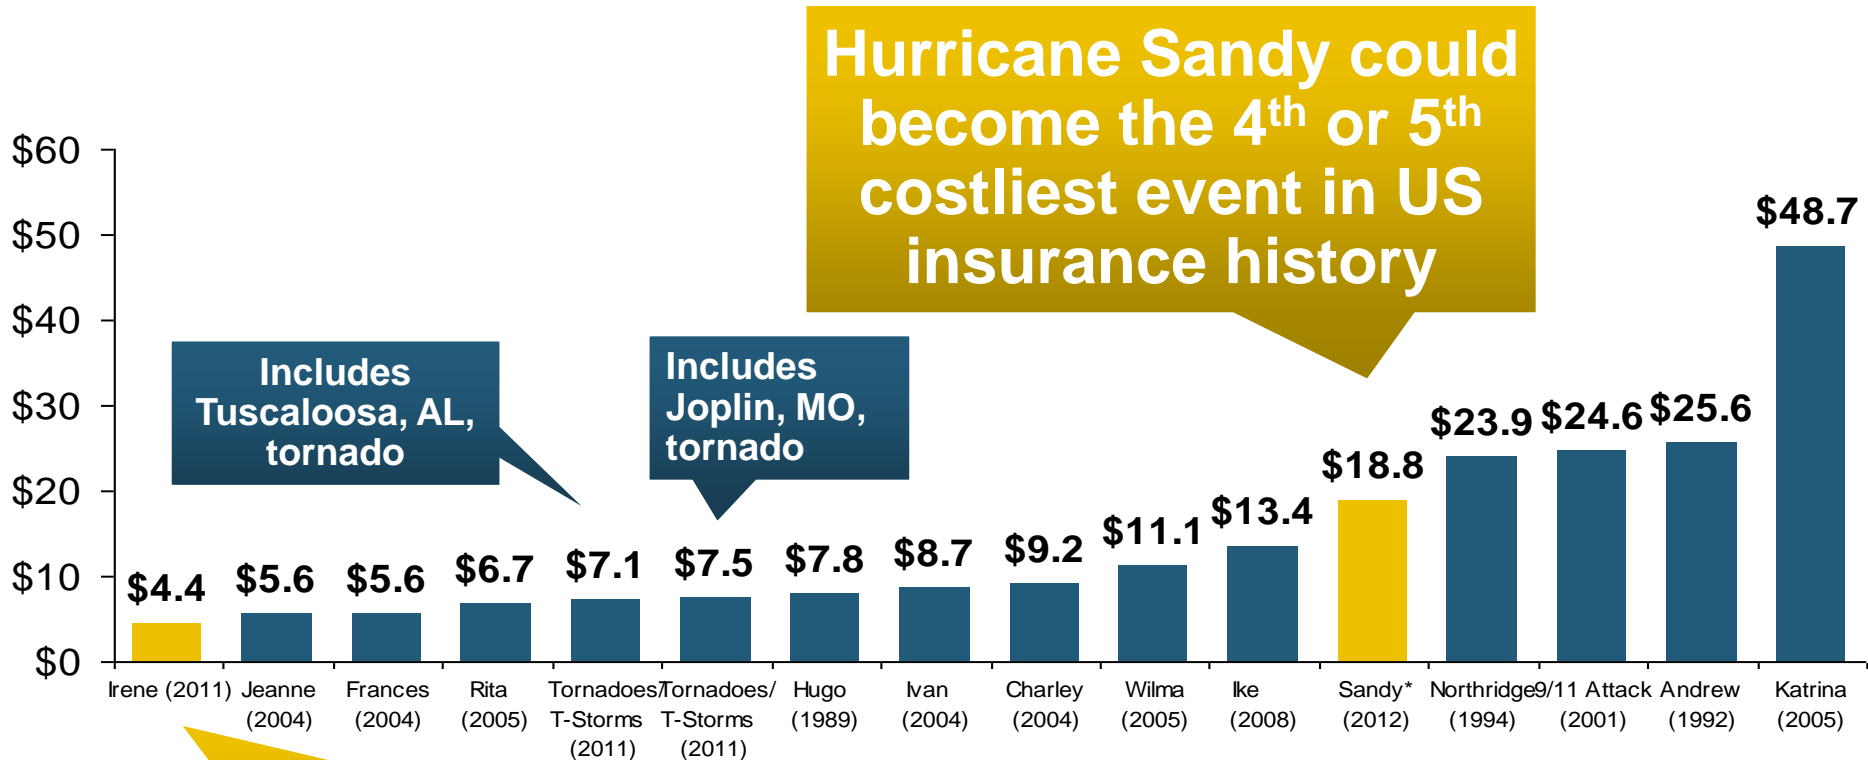 Hurricane Sandy could
become the 4th or 5th
costliest event in US
insurance history
$60
$50
$40
$30
$20
$10
$0
Includes
Tuscaloosa, AL,
tornado
Includes
Joplin, MO,
tornado
$4.4
$5.6
$5.6
$6.7
$7.1
$7.5
$7.8
$8.7
$9.2
$11.1
$13.4
$18.8
$23.9
$24.6
$25.6
$48.7
Irene (2011)
Jeanne
(2004)
Frances
(2004)
Rita
(2005)
Tornadoes/
T-Storms
(2011)
Tornadoes/
T-Storms
(2011)
Hugo
(1989)
Ivan
(2004)
Charley
(2004)
Wilma
(2005)
Ike
(2008)
Sandy*
(2012)
Northridge
(1994)
9/11 Attack
(2001)
Andrew
(1992)
Katrina
(2005)